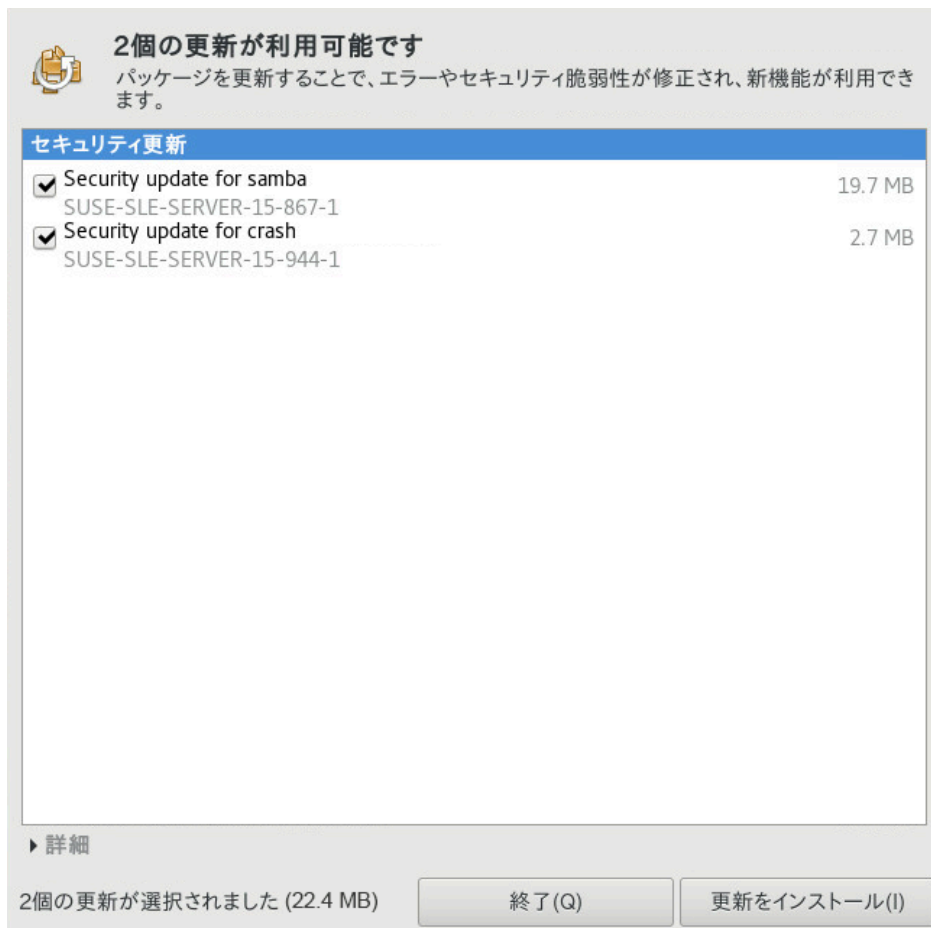 2個の更新が利用可能です
パッケージを更新することで、エラーやセキュリティ脆弱性が修正され、新機能が利用でき
ます。
セキュリティ更新
Security update for samba
19.7 MB
SUSE-SLE-SERVER-15-867-1
Security update for crash
2.7 MB
SUSE-SLE-SERVER-15-944-1
詳細
2個の更新が選択されました (22.4 MB)
終了(Q)
更新をインストール(I)